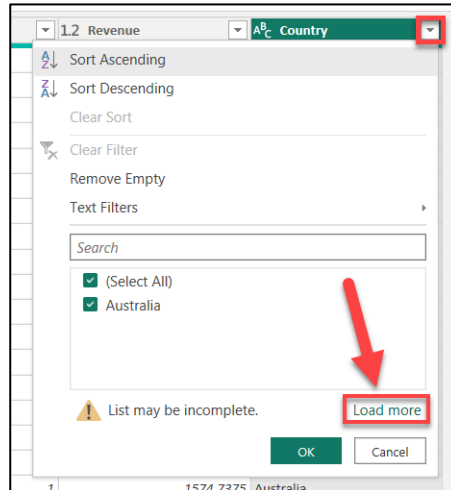 1.2 Revenue
ABC Country
Sort Ascending
Sort Descending
Clear Sort
Clear Filter
Remove Empty
Text Filters
Search
(Select All)
Australia
List may be incomplete.
Load more
OK
Cancel
1
1574.7375
Australia